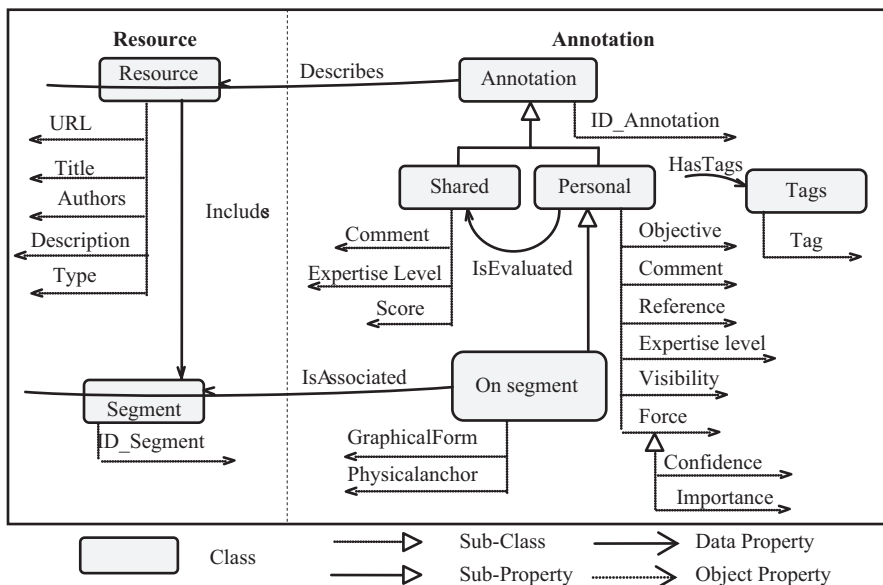 Resource
Annotation
Resource
Describes
Annotation
URL
ID_Annotation
Title
HasTags
Shared
Personal
Tags
Authors
Includes
Description
Comment
Objective
Tag
Type
Expertise Level
IsEvaluated
Comment
Score
Reference
Expertise level
IsAssociated
On segment
Visibility
Segment
Force
ID_Segment
GraphicalForm
Physicalanchor
Confidence
Importance
Class
Sub-Class
Data Property
Sub-Property
Object Property